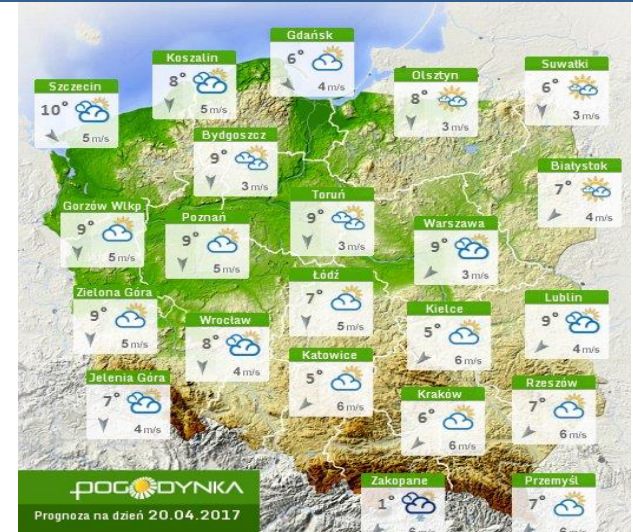 Gdańsk
6°
4 m/s
Koszalin
8°
5 m/s
Suwałki
6°
3 m/s
Olsztyn
8°
3 m/s
Szczecin
10°
5 m/s
Bydgoszcz
9°
3 m/s
Białystok
7°
4 m/s
Toruń
9°
3 m/s
Gorzów Wlkp
9°
5 m/s
Poznań
9°
5 m/s
Warszawa
9°
3 m/s
Łódź
7°
5 m/s
Zielona Góra
9°
5 m/s
Lublin
9°
4 m/s
Kielce
5°
6 m/s
Wrocław
8°
4 m/s
Katowice
5°
6 m/s
Jelenia Góra
7°
4 m/s
Rzeszów
7°
6 m/s
Kraków
6°
6 m/s
Zakopane
1°
6 m/s
Przemyśl
7°
6 m/s
POGODYNKA
Prognoza na dzień 20.04.2017